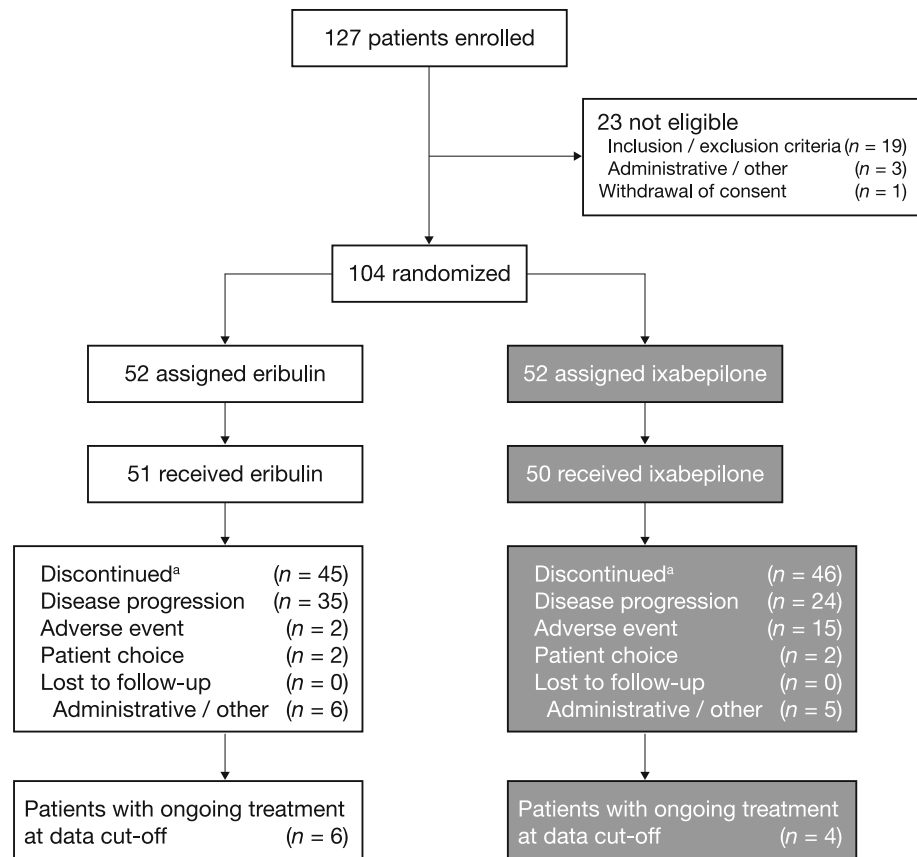 127 patients enrolled
23 not eligible
Inclusion / exclusion criteria (n = 19)
Administrative / other (n = 3)
Withdrawal of consent (n = 1)
104 randomized
52 assigned eribulin
52 assigned ixabepilone
51 received eribulin
50 received ixabepilone
Discontinuedᵃ (n = 45)
Disease progression (n = 35)
Adverse event (n = 2)
Patient choice (n = 2)
Lost to follow-up (n = 0)
Administrative / other (n = 6)
Discontinuedᵃ (n = 46)
Disease progression (n = 24)
Adverse event (n = 15)
Patient choice (n = 2)
Lost to follow-up (n = 0)
Administrative / other (n = 5)
Patients with ongoing treatment
at data cut-off (n = 6)
Patients with ongoing treatment
at data cut-off (n = 4)